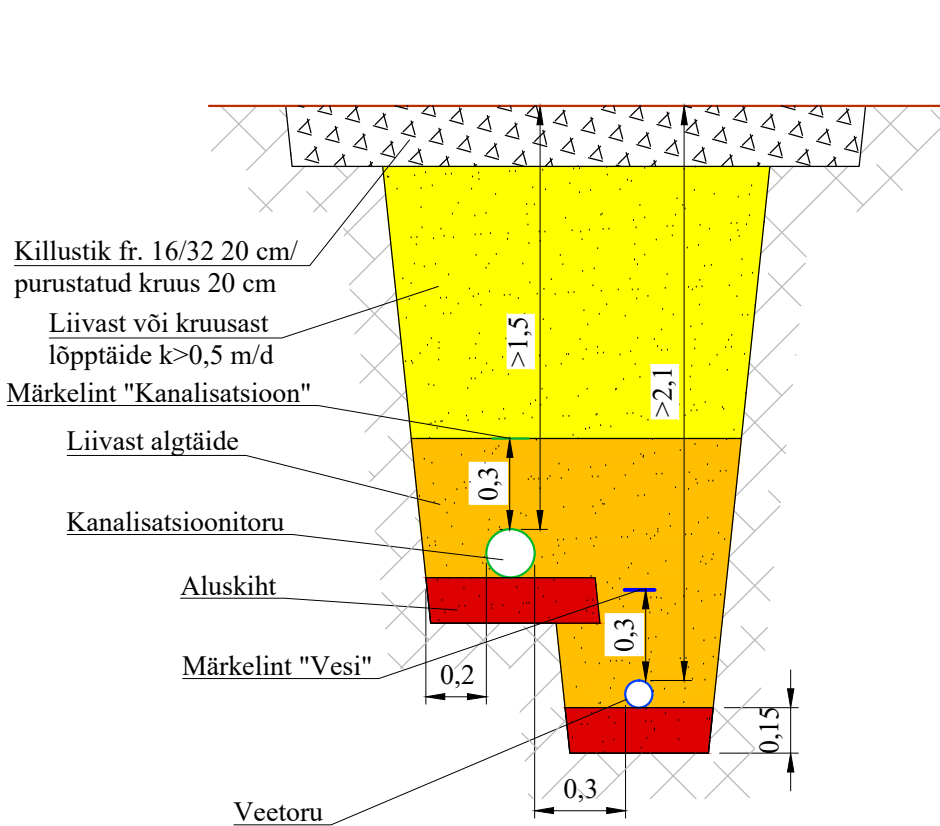 Killustik fr. 16/32 20 cm/
purustatud kruus 20 cm
Liivast või kruusast
lõpptäide k>0,5 m/d
Märkelint "Kanalisatsioon"
Liivast algtäide
Kanalisatsioonitoru
Aluskiht
Märkelint "Vesi"
Veetoru
>1,5
>2,1
0,3
0,3
0,2
0,15
0,3